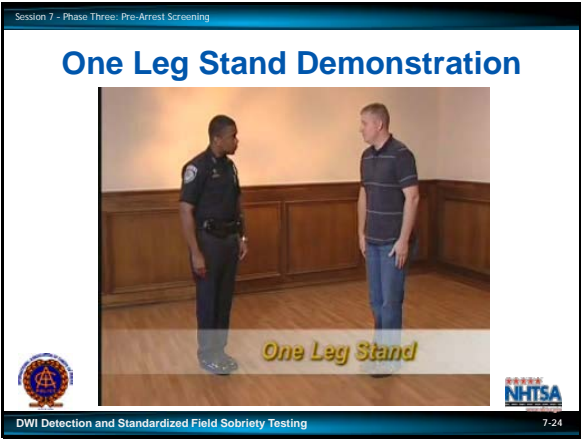 Session 7 - Phase Three: Pre-Arrest Screening
One Leg Stand Demonstration
One Leg Stand
NHTSA
DWI Detection and Standardized Field Sobriety Testing
7-24